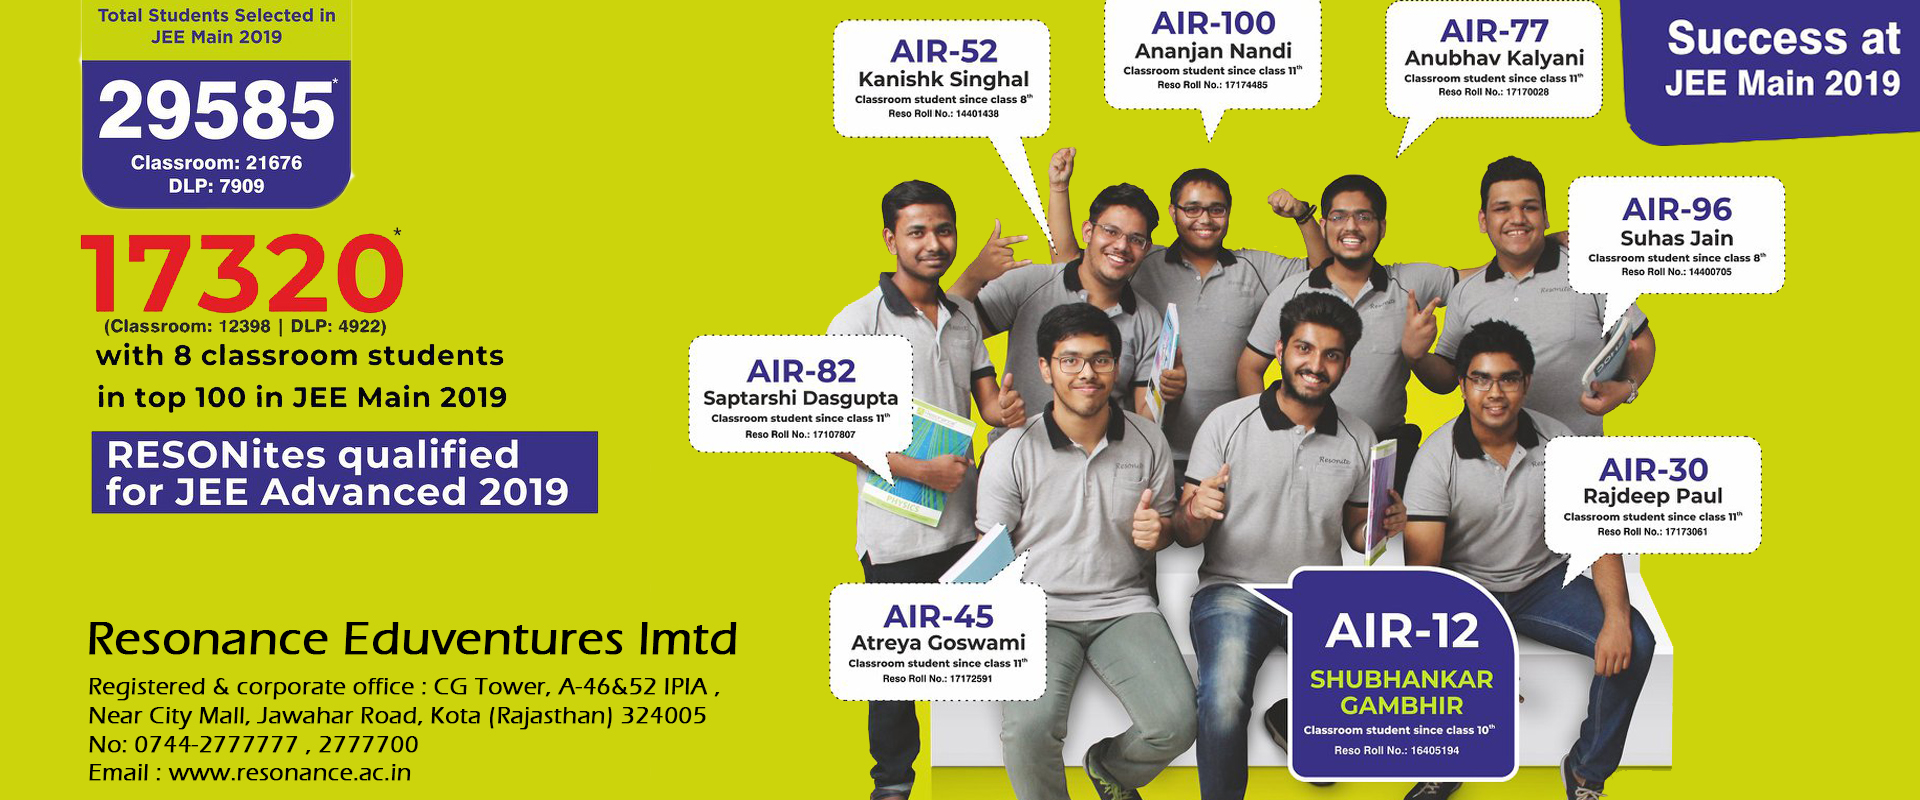 Total Students Selected in
JEE Main 2019
29585*
Classroom: 21676
DLP: 7909
17320*
(Classroom: 12398 | DLP: 4922)
with 8 classroom students
in top 100 in JEE Main 2019
RESONites qualified
for JEE Advanced 2019
Resonance Eduventures lmtd
Registered & corporate office : CG Tower, A-46&52 IPIA ,
Near City Mall, Jawahar Road, Kota (Rajasthan) 324005
No: 0744-2777777 , 2777700
Email : www.resonance.ac.in
AIR-52
Kanishk Singhal
Classroom student since class 8th
Reso Roll No.: 14401438
AIR-100
Ananjan Nandi
Classroom student since class 11th
Reso Roll No.: 17174485
AIR-77
Anubhav Kalyani
Classroom student since class 11th
Reso Roll No.: 17170028
Success at
JEE Main 2019
AIR-96
Suhas Jain
Classroom student since class 8th
Reso Roll No.: 14400705
AIR-82
Saptarshi Dasgupta
Classroom student since class 11th
Reso Roll No.: 17107807
AIR-30
Rajdeep Paul
Classroom student since class 11th
Reso Roll No.: 17173061
AIR-45
Atreya Goswami
Classroom student since class 11th
Reso Roll No.: 17172591
AIR-12
SHUBHANKAR
GAMBHIR
Classroom student since class 10th
Reso Roll No.: 16405194
Resonite
Resonite
PHYSICS